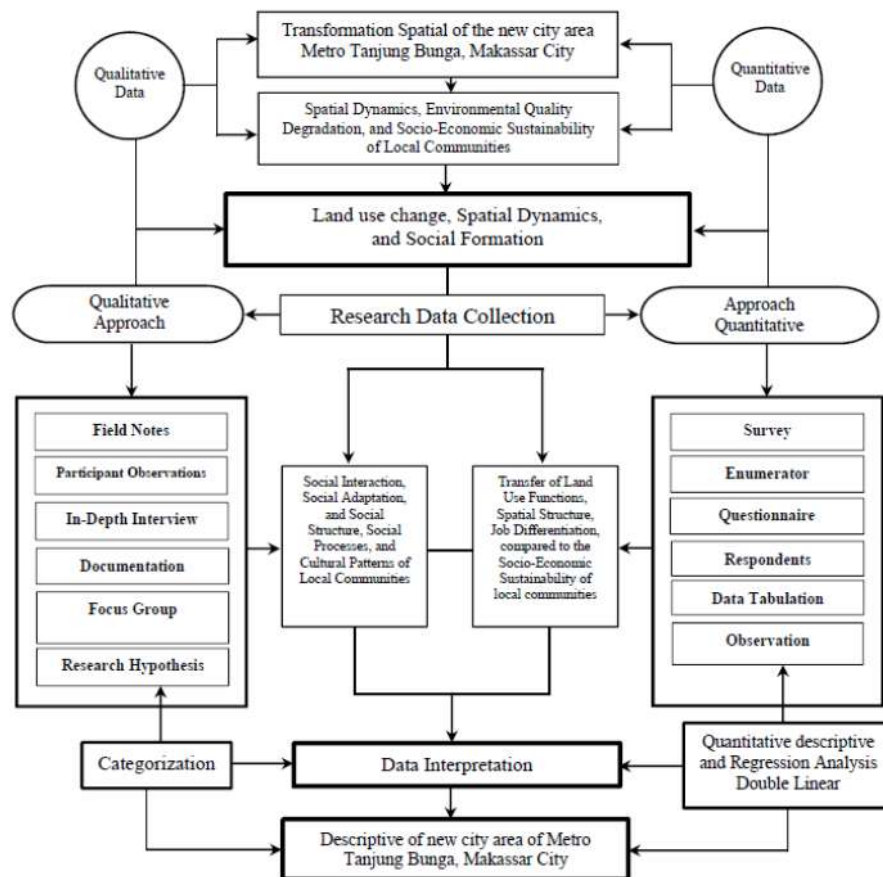 Transformation Spatial of the new city area
Metro Tanjung Bunga, Makassar City
Qualitative
Data
Quantitative
Data
Spatial Dynamics, Environmental Quality
Degradation, and Socio-Economic Sustainability
of Local Communities
Land use change, Spatial Dynamics,
and Social Formation
Qualitative
Approach
Research Data Collection
Approach
Quantitative
Field Notes
Participant Observations
In-Depth Interview
Documentation
Focus Group
Research Hypothesis
Social Interaction,
Social Adaptation,
and Social
Structure, Social
Processes, and
Cultural Patterns of
Local Communities
Transfer of Land
Use Functions,
Spatial Structure,
Job Differentiation,
compared to the
Socio-Economic
Sustainability of
local communities
Survey
Enumerator
Questionnaire
Respondents
Data Tabulation
Observation
Categorization
Data Interpretation
Quantitative descriptive
and Regression Analysis
Double Linear
Descriptive of new city area of Metro
Tanjung Bunga, Makassar City